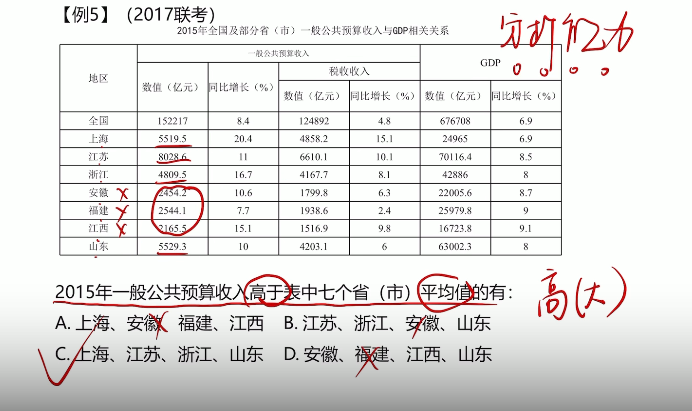 【例5】（2017联考）
2015年全国及部分省（市）一般公共预算收入与GDP相关关系
地区 一般公共预算收入 GDP
税收收入
数值（亿元） 同比增长（%） 数值（亿元） 同比增长（%） 数值（亿元） 同比增长（%）
全国 152217 8.4 124892 4.8 676708 6.9
上海 5519.5 20.4 4858.2 15.1 24965 6.9
江苏 8028.6 11 6610.1 10.1 70116.4 8.5
浙江 4809.5 16.7 4167.7 8.1 42886 8
安徽 2454.2 10.6 1799.8 6.3 22005.6 8.7
福建 2544.1 7.7 1938.6 2.4 25979.8 9
江西 2165.5 15.1 1516.9 9.8 16723.8 9.1
山东 5529.3 10 4203.1 6 63002.3 8
2015年一般公共预算收入高于表中七个省（市）平均值的有：
高(大)
A. 上海、安徽、福建、江西 B. 江苏、浙江、安徽、山东
C. 上海、江苏、浙江、山东 D. 安徽、福建、江西、山东